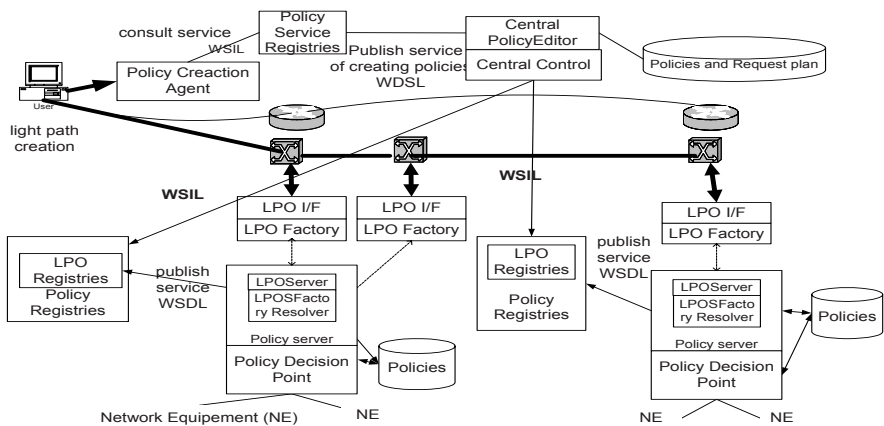 Policy
Service
Registries
consult service
WSIL
Central
PolicyEditor
Central Control
Publish service
of creating policies
WDSL
Policies and Request plan
Policy Creaction
Agent
User
light path
creation
WSIL
WSIL
LPO I/F
LPO Factory
LPO I/F
LPO Factory
LPO I/F
LPO Factory
LPO
Registries
Policy
Registries
publish
service
WSDL
LPOServer
LPOSFacto
ry Resolver
Policy server
Policy Decision
Point
Policies
Network Equipement (NE)
NE
LPO
Registries
Policy
Registries
publish
service
WSDL
LPOServer
LPOSFacto
ry Resolver
Policy server
Policy Decision
Point
Policies
NE
NE